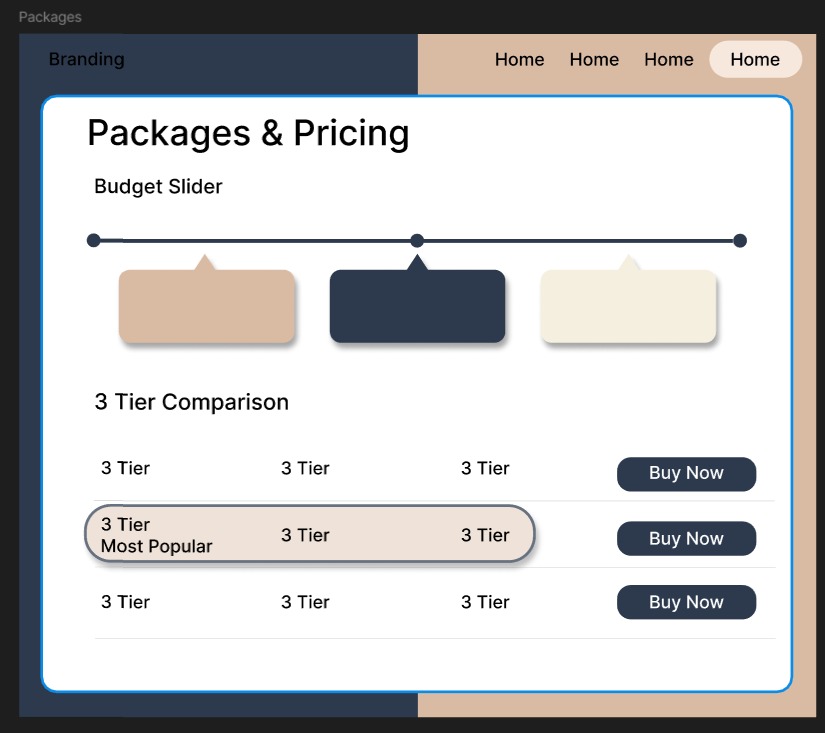 Packages
Branding
Home
Home
Home
Home
Packages & Pricing
Budget Slider
3 Tier Comparison
3 Tier
3 Tier
3 Tier
Buy Now
3 Tier
Most Popular
3 Tier
3 Tier
Buy Now
3 Tier
3 Tier
3 Tier
Buy Now